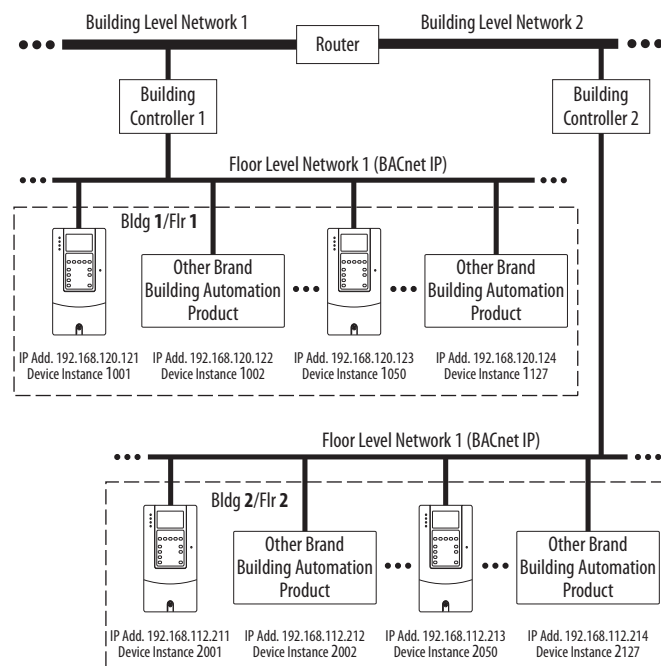 Building Level Network 1
Building Level Network 2
Router
Building
Controller 1
Building
Controller 2
Floor Level Network 1 (BACnet IP)
Bldg 1/Flr 1
Other Brand
Building Automation
Product
Other Brand
Building Automation
Product
IP Add. 192.168.120.121
Device Instance 1001
IP Add. 192.168.120.122
Device Instance 1002
IP Add. 192.168.120.123
Device Instance 1050
IP Add. 192.168.120.124
Device Instance 1127
Floor Level Network 1 (BACnet IP)
Bldg 2/Flr 2
Other Brand
Building Automation
Product
Other Brand
Building Automation
Product
IP Add. 192.168.112.211
Device Instance 2001
IP Add. 192.168.112.212
Device Instance 2002
IP Add. 192.168.112.213
Device Instance 2050
IP Add. 192.168.112.214
Device Instance 2127